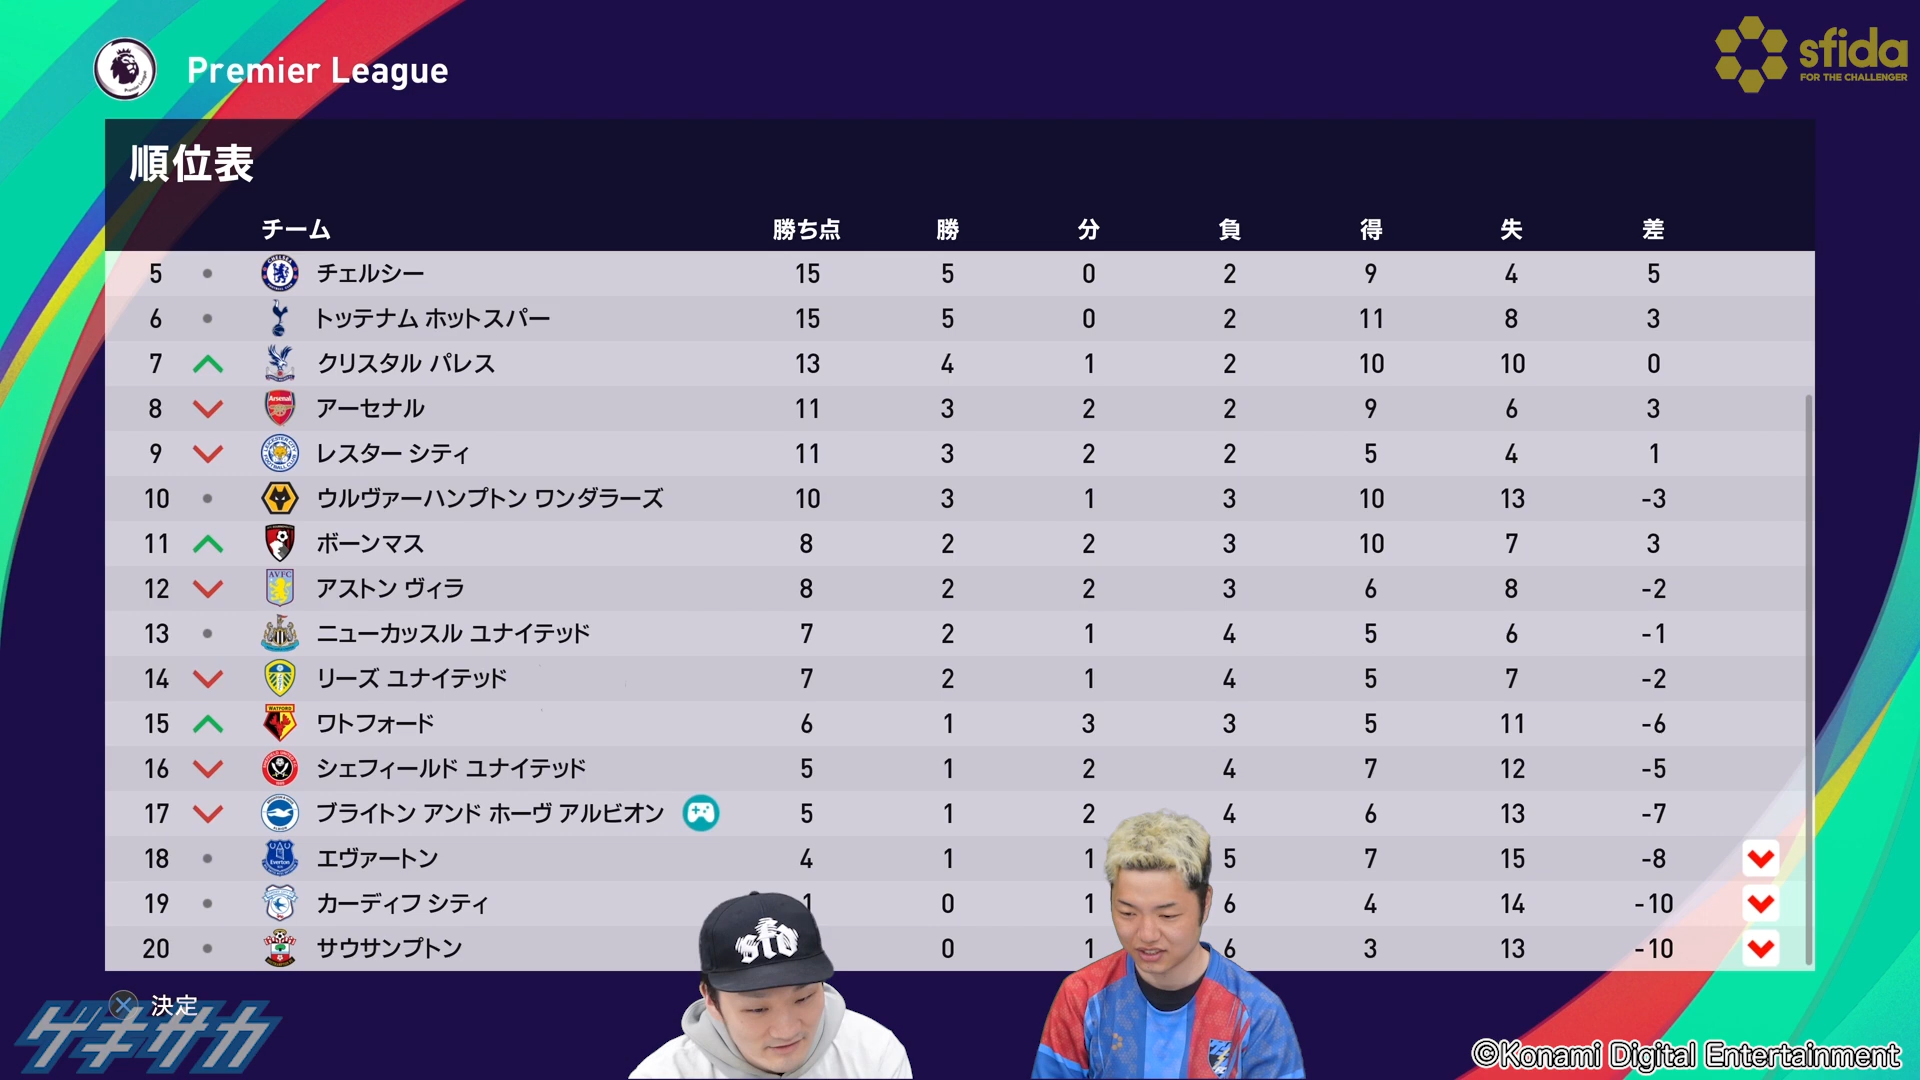 Premier League
sfida
FOR THE CHALLENGER
順位表
チーム 勝ち点 勝 分 負 得 失 差
5 チェルシー 15 5 0 2 9 4 5
6 トッテナム ホットスパー 15 5 0 2 11 8 3
7 クリスタル パレス 13 4 1 2 10 10 0
8 アーセナル 11 3 2 2 9 6 3
9 レスター シティ 11 3 2 2 5 4 1
10 ウルヴァーハンプトン ワンダラーズ 10 3 1 3 10 13 -3
11 ボーンマス 8 2 2 3 10 7 3
12 アストン ヴィラ 8 2 2 3 6 8 -2
13 ニューカッスル ユナイテッド 7 2 1 4 5 6 -1
14 リーズ ユナイテッド 7 2 1 4 5 7 -2
15 ワトフォード 6 1 3 3 5 11 -6
16 シェフィールド ユナイテッド 5 1 2 4 7 12 -5
17 ブライトン アンド ホーヴ アルビオン 5 1 2 4 6 13 -7
18 エヴァートン 4 1 1 5 7 15 -8
19 カーディフ シティ 1 0 1 6 4 14 -10
20 サウサンプトン 0 1 6 3 13 -10
決定
ゲキサカ
©Konami Digital Entertainment